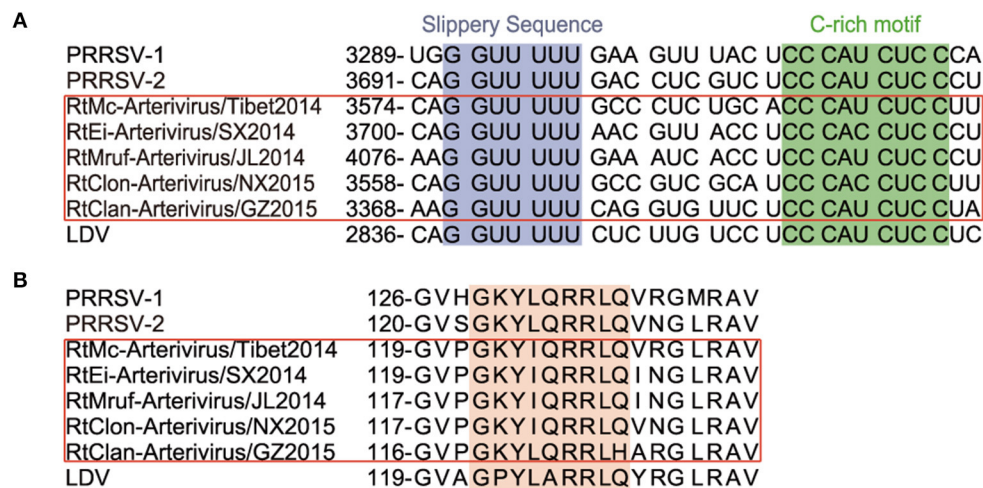 A
Slippery Sequence C-rich motif
PRRSV-1 3289- UGG GUU UUU GAA GUU UAC UCC CAU CUC CCA
PRRSV-2 3691- CAG GUU UUU GAC CUC GUC UCC CAU CUC CCU
RtMc-Arterivirus/Tibet2014 3574- CAG GUU UUU GCC CUC UGC ACCC AUC UCC UU
RtEi-Arterivirus/SX2014 3700- CAG GUU UUU AAC GUU ACC UCC CAC CUC CCU
RtMruf-Arterivirus/JL2014 4076- AAG GUU UUU GAA AUC ACC UCC CAU CUC CCU
RtClon-Arterivirus/NX2015 3558- CAG GUU UUU GCC GUC GCA UCC CAC CUC CUU
RtClan-Arterivirus/GZ2015 3368- AAG GUU UUU CAG GUG UUC UCC CAU CUC CUA
LDV 2836- CAG GUU UUU CUC UUG UCC UCC CAU CUC CUC
B
PRRSV-1 126-GVHGKYLQRRLQVRGMRAV
PRRSV-2 120-GVSGKYLQRRLQVNGLRAV
RtMc-Arterivirus/Tibet2014 119-GVPGKYIQRRLQVRGLRAV
RtEi-Arterivirus/SX2014 119-GVPGKYIQRRLQINGLRAV
RtMruf-Arterivirus/JL2014 117-GVPGKYIQRRLQINGLRAV
RtClon-Arterivirus/NX2015 117-GVPGKYIQRRLQVNGLRAV
RtClan-Arterivirus/GZ2015 116-GVPGKYLQRRLHARGLRAV
LDV 119-GVAGPYLARRLQYRGLRAV